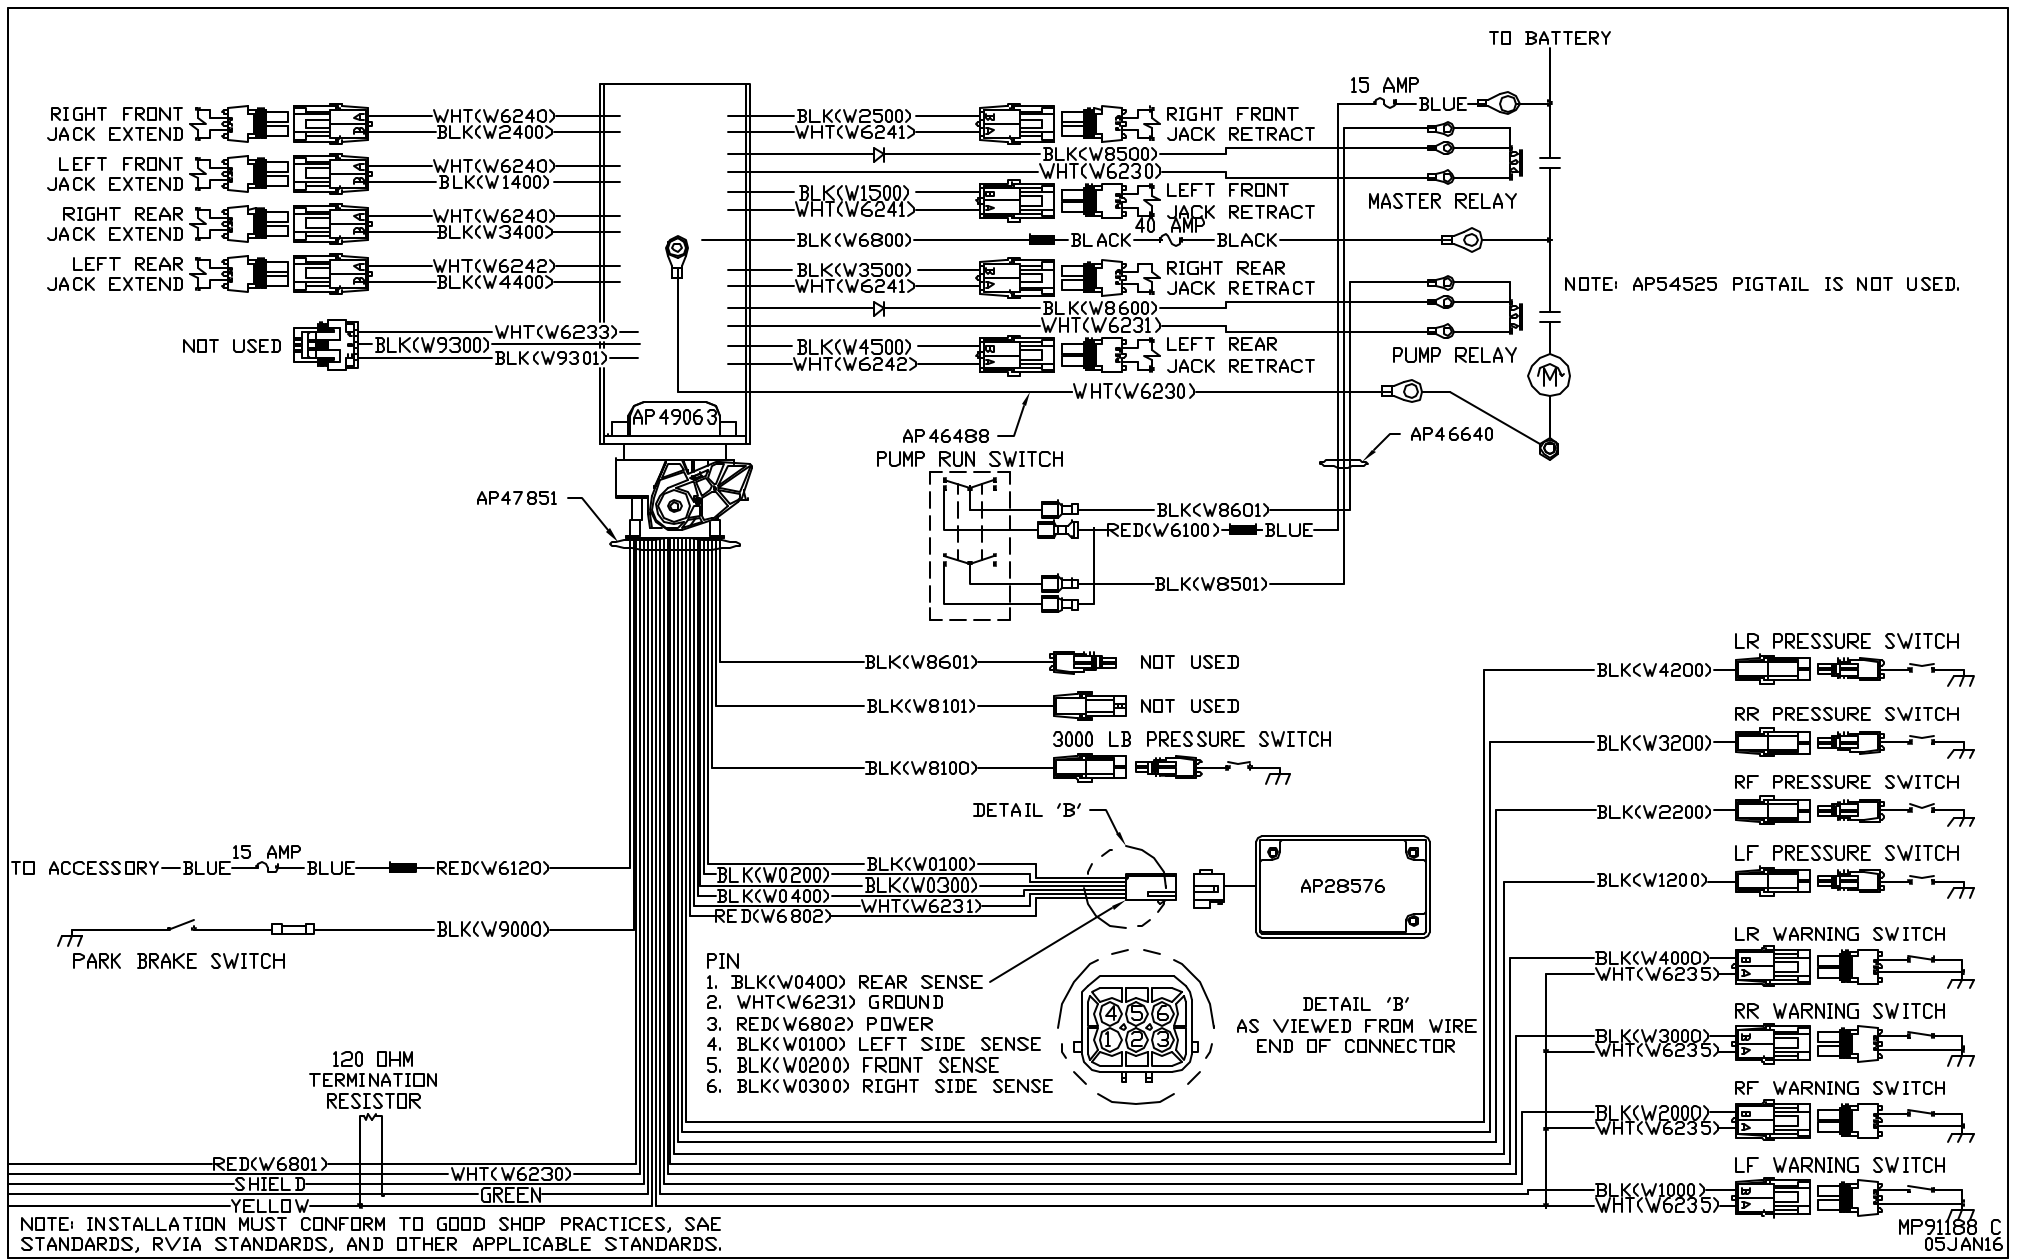 TO BATTERY
15 AMP
BLUE
RIGHT FRONT
JACK EXTEND
WHT(W6240)
BLK(W2400)
BLK(W2500)
WHT(W6241)
RIGHT FRONT
JACK RETRACT
LEFT FRONT
JACK EXTEND
WHT(W6240)
BLK(W1400)
BLK(W8500)
WHT(W6230)
BLK(W1500)
WHT(W6241)
LEFT FRONT
JACK RETRACT
MASTER RELAY
RIGHT REAR
JACK EXTEND
WHT(W6240)
BLK(W3400)
40 AMP
BLK(W6800)
BLACK
BLACK
LEFT REAR
JACK EXTEND
WHT(W6242)
BLK(W4400)
BLK(W3500)
WHT(W6241)
RIGHT REAR
JACK RETRACT
NOTE: AP54525 PIGTAIL IS NOT USED.
BLK(W8600)
WHT(W6231)
NOT USED
WHT(W6233)
BLK(W9300)
BLK(W9301)
BLK(W4500)
WHT(W6242)
LEFT REAR
JACK RETRACT
PUMP RELAY
M
WHT(W6230)
AP49063
AP46488
AP46640
PUMP RUN SWITCH
AP47851
BLK(W8601)
RED(W6100)
BLUE
BLK(W8501)
BLK(W8601)
NOT USED
BLK(W8101)
NOT USED
3000 LB PRESSURE SWITCH
BLK(W8100)
LR PRESSURE SWITCH
BLK(W4200)
RR PRESSURE SWITCH
BLK(W3200)
RF PRESSURE SWITCH
BLK(W2200)
LF PRESSURE SWITCH
BLK(W1200)
DETAIL 'B'
15 AMP
TO ACCESSORY
BLUE
BLUE
RED(W6120)
BLK(W0100)
BLK(W0200)
BLK(W0300)
BLK(W0400)
WHT(W6231)
RED(W6802)
AP28576
BLK(W9000)
PARK BRAKE SWITCH
LR WARNING SWITCH
BLK(W4000)
WHT(W6235)
B
A
RR WARNING SWITCH
BLK(W3000)
WHT(W6235)
B
A
RF WARNING SWITCH
BLK(W2000)
WHT(W6235)
B
A
LF WARNING SWITCH
BLK(W1000)
WHT(W6235)
B
A
PIN
1. BLK(W0400) REAR SENSE
2. WHT(W6231) GROUND
3. RED(W6802) POWER
4. BLK(W0100) LEFT SIDE SENSE
5. BLK(W0200) FRONT SENSE
6. BLK(W0300) RIGHT SIDE SENSE
4 5 6
1 2 3
DETAIL 'B'
AS VIEWED FROM WIRE
END OF CONNECTOR
120 OHM
TERMINATION
RESISTOR
RED(W6801)
WHT(W6230)
SHIELD
GREEN
YELLOW
NOTE: INSTALLATION MUST CONFORM TO GOOD SHOP PRACTICES, SAE
STANDARDS, RVIA STANDARDS, AND OTHER APPLICABLE STANDARDS.
MP91188 C
05JAN16